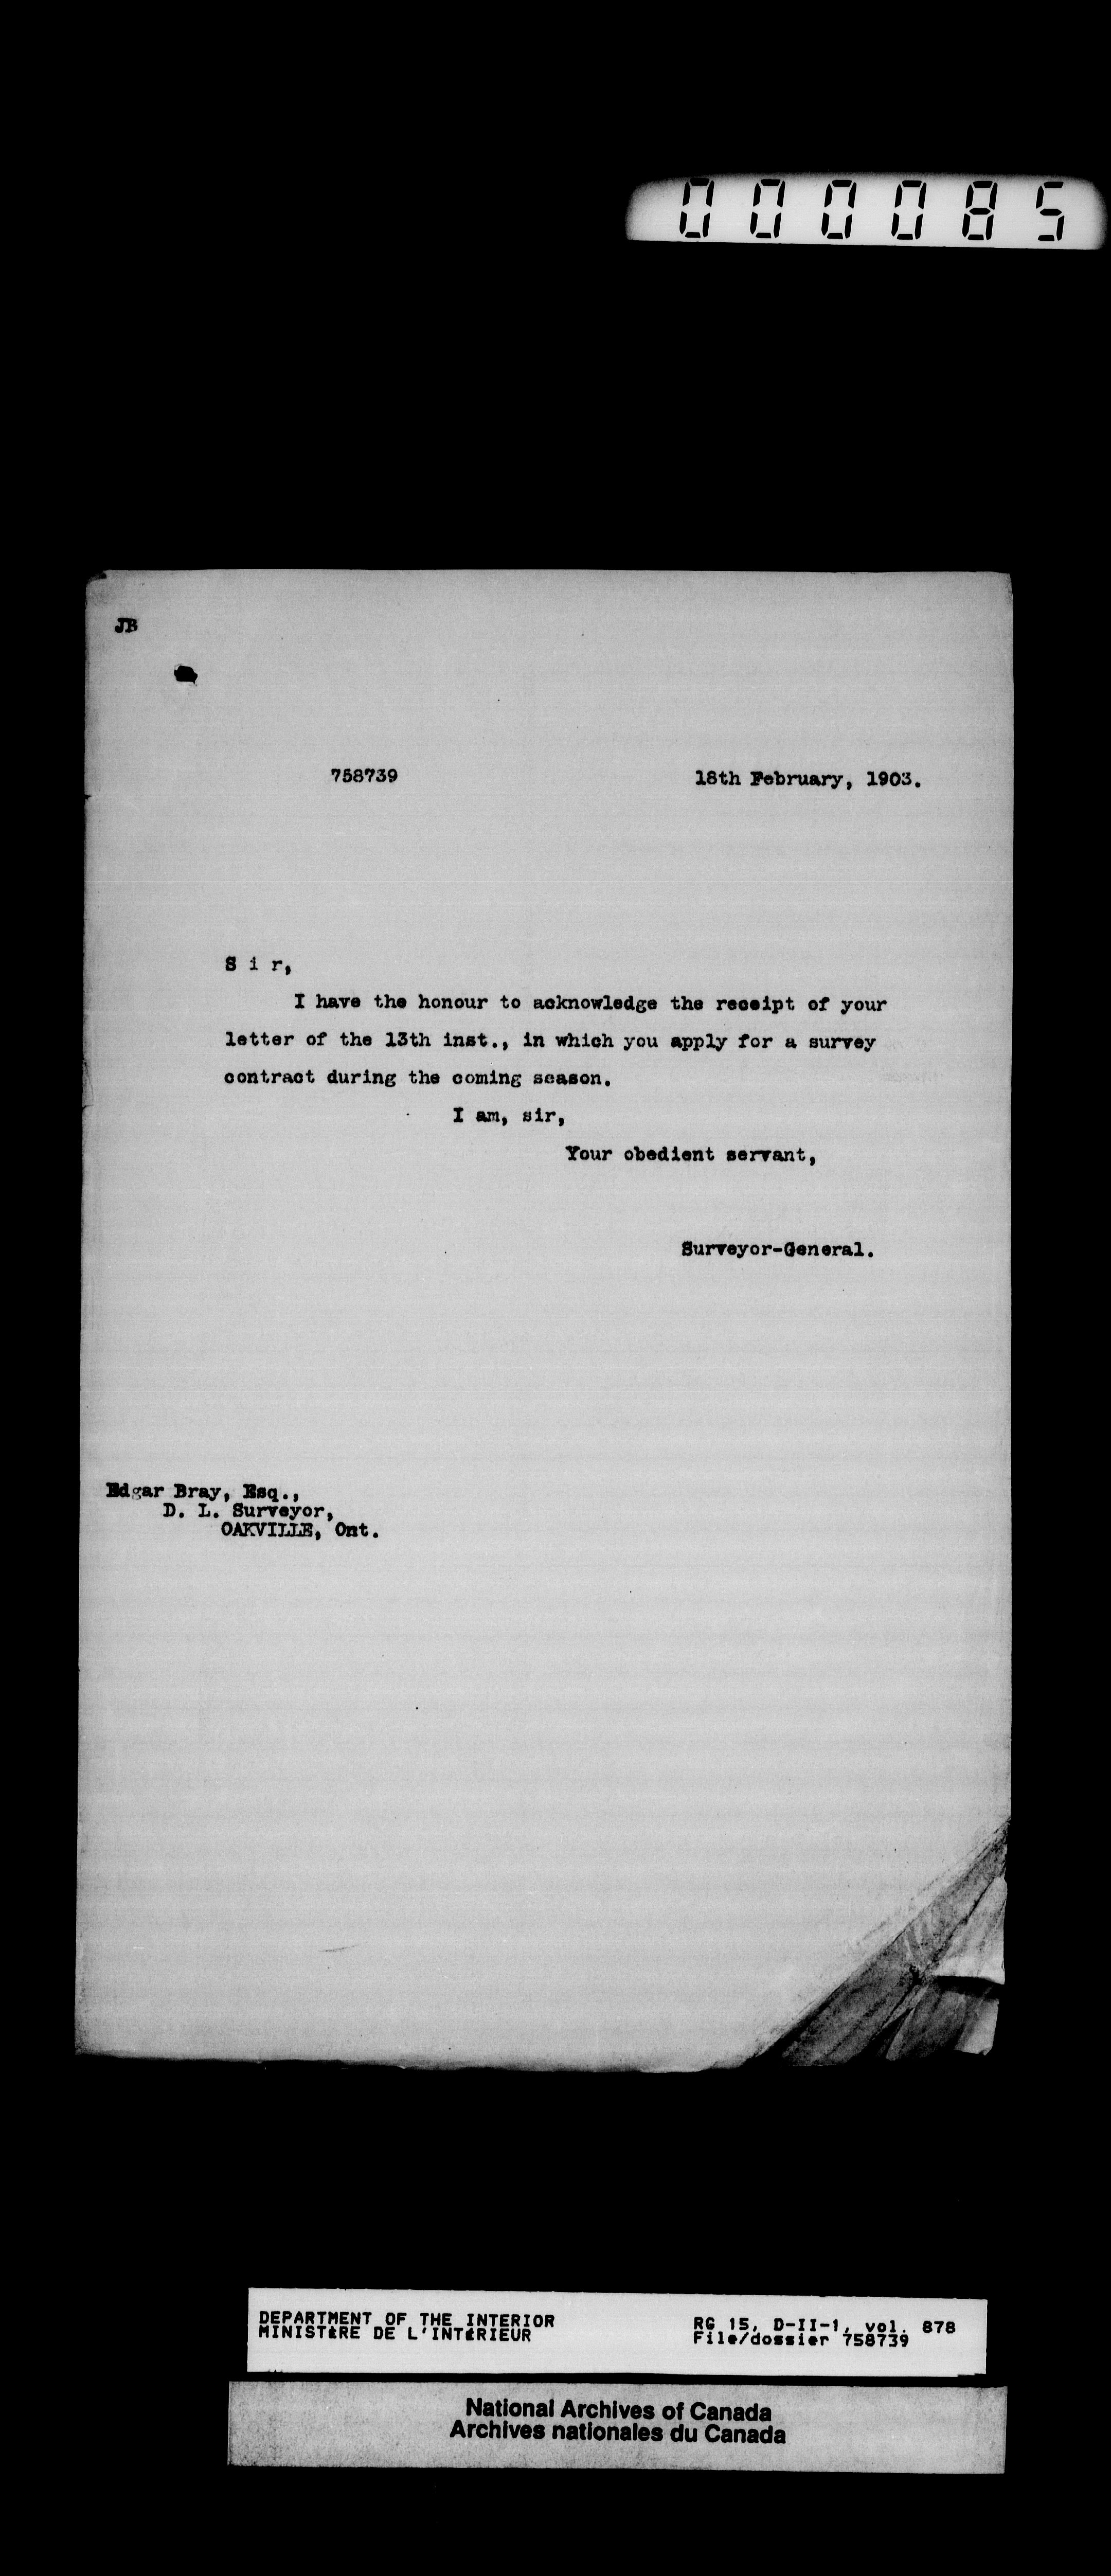 000085
JB
758739 18th February, 1903.
S i r,
I have the honour to acknowledge the receipt of your
letter of the 13th inst., in which you apply for a survey
contract during the coming season.
I am, sir,
Your obedient servant,
Surveyor-General.
Edgar Bray, Esq.,
D. L. Surveyor,
OAKVILLE, Ont.
DEPARTMENT OF THE INTERIOR RG 15, D-II-1, vol. 878
MINISTÈRE DE L'INTÉRIEUR File/dossier 758739
National Archives of Canada
Archives nationales du Canada